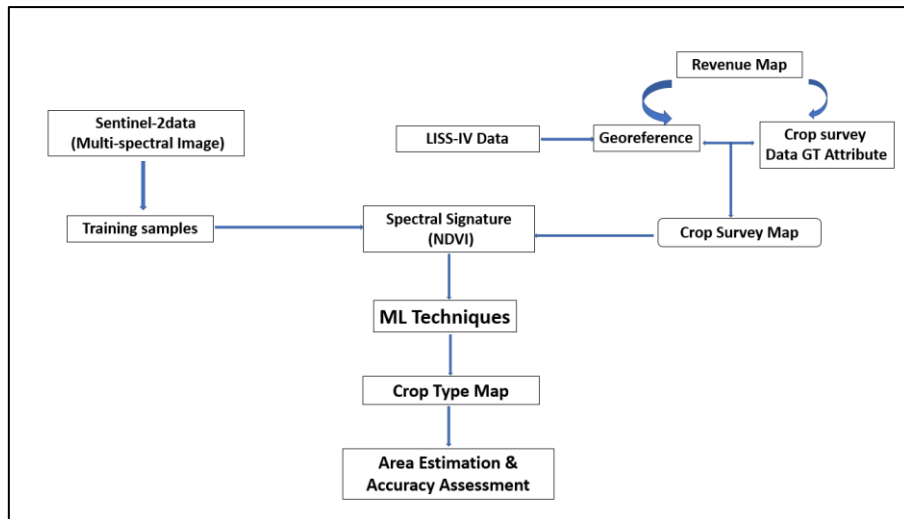 Revenue Map
Sentinel-2data
(Multi-spectral Image)
LISS-IV Data
Georeference
Crop survey
Data GT Attribute
Training samples
Spectral Signature
(NDVI)
Crop Survey Map
ML Techniques
Crop Type Map
Area Estimation &
Accuracy Assessment